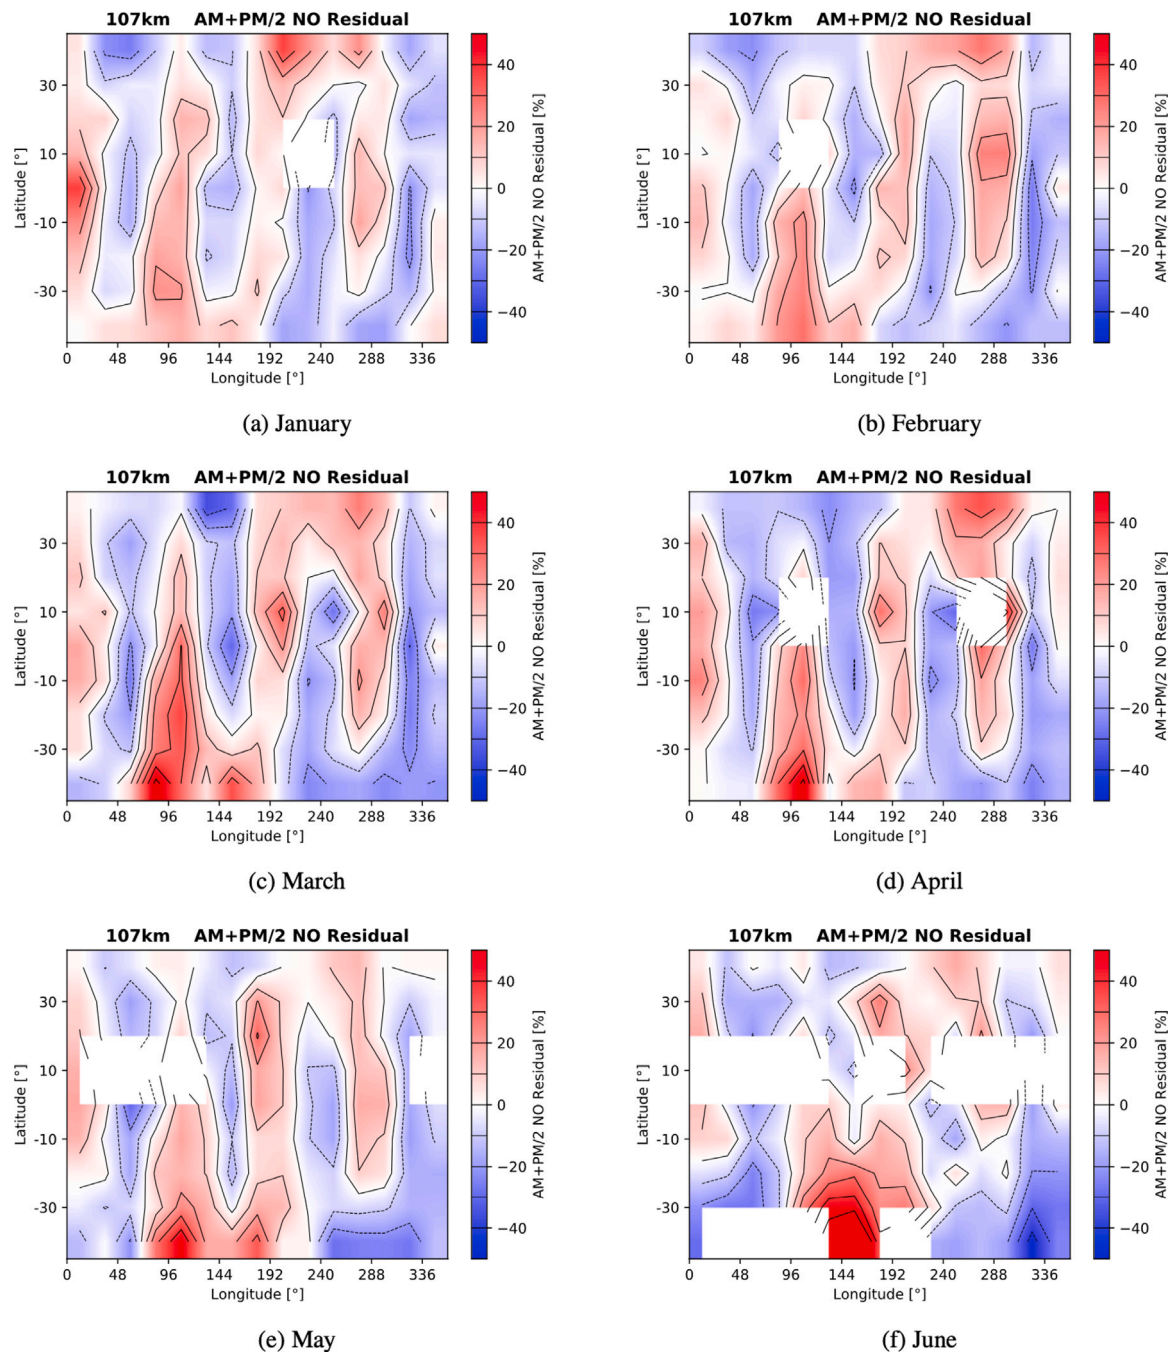 107km AM+PM/2 NO Residual
30
10
-10
-30
Latitude [°]
0 48 96 144 192 240 288 336
Longitude [°]
40
20
0
−20
−40
AM+PM/2 NO Residual [%]
(a) January
107km AM+PM/2 NO Residual
30
10
-10
-30
Latitude [°]
0 48 96 144 192 240 288 336
Longitude [°]
40
20
0
−20
−40
AM+PM/2 NO Residual [%]
(b) February
107km AM+PM/2 NO Residual
30
10
-10
-30
Latitude [°]
0 48 96 144 192 240 288 336
Longitude [°]
40
20
0
−20
−40
AM+PM/2 NO Residual [%]
(c) March
107km AM+PM/2 NO Residual
30
10
-10
-30
Latitude [°]
0 48 96 144 192 240 288 336
Longitude [°]
40
20
0
−20
−40
AM+PM/2 NO Residual [%]
(d) April
107km AM+PM/2 NO Residual
30
10
-10
-30
Latitude [°]
0 48 96 144 192 240 288 336
Longitude [°]
40
20
0
−20
−40
AM+PM/2 NO Residual [%]
(e) May
107km AM+PM/2 NO Residual
30
10
-10
-30
Latitude [°]
0 48 96 144 192 240 288 336
Longitude [°]
40
20
0
−20
−40
AM+PM/2 NO Residual [%]
(f) June